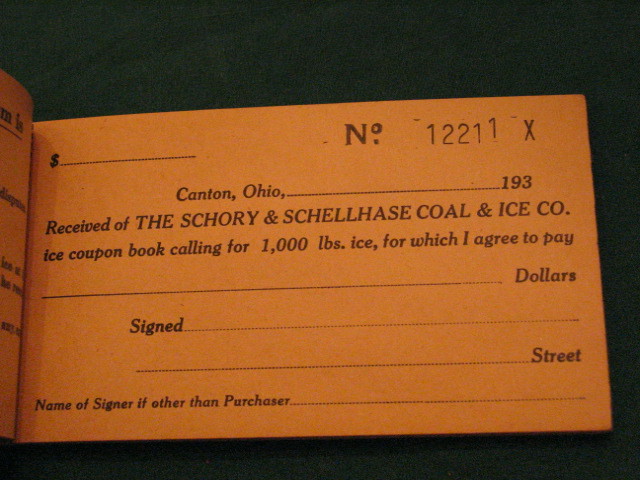 m is
Nº 12211 X
$
Canton, Ohio, 193
Received of THE SCHORY & SCHELLHASE COAL & ICE CO.
ice coupon book calling for 1,000 lbs. ice, for which I agree to pay
Dollars
Signed
Street
Name of Signer if other than Purchaser